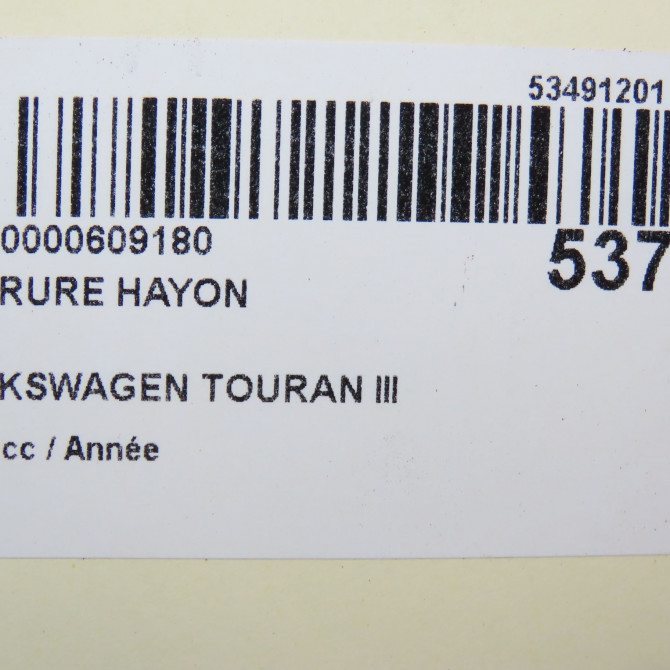 53491201
0000609180
537
RURE HAYON
KSWAGEN TOURAN III
cc / Année